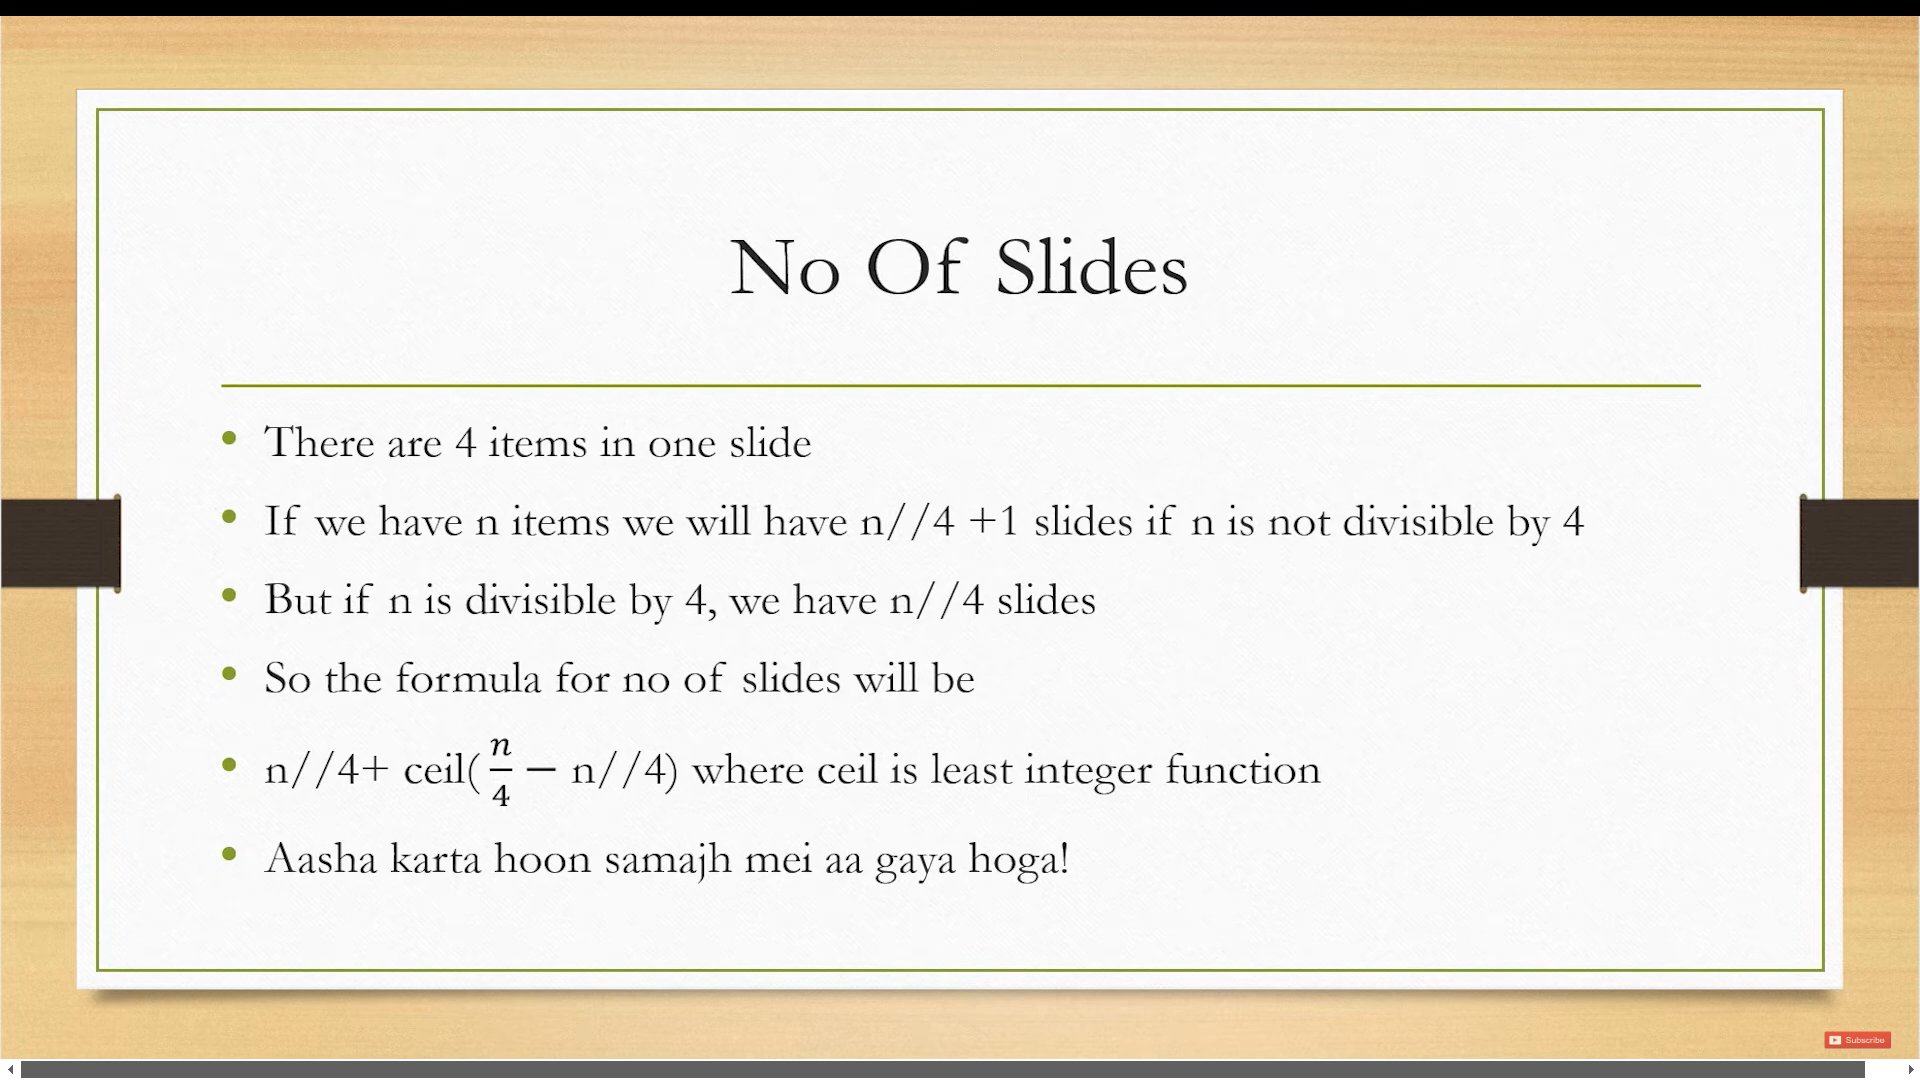 No Of Slides
There are 4 items in one slide
If we have n items we will have n//4 +1 slides if n is not divisible by 4
But if n is divisible by 4, we have n//4 slides
So the formula for no of slides will be
n//4+ ceil(n/4 − n//4) where ceil is least integer function
Aasha karta hoon samajh mei aa gaya hoga!
Subscribe